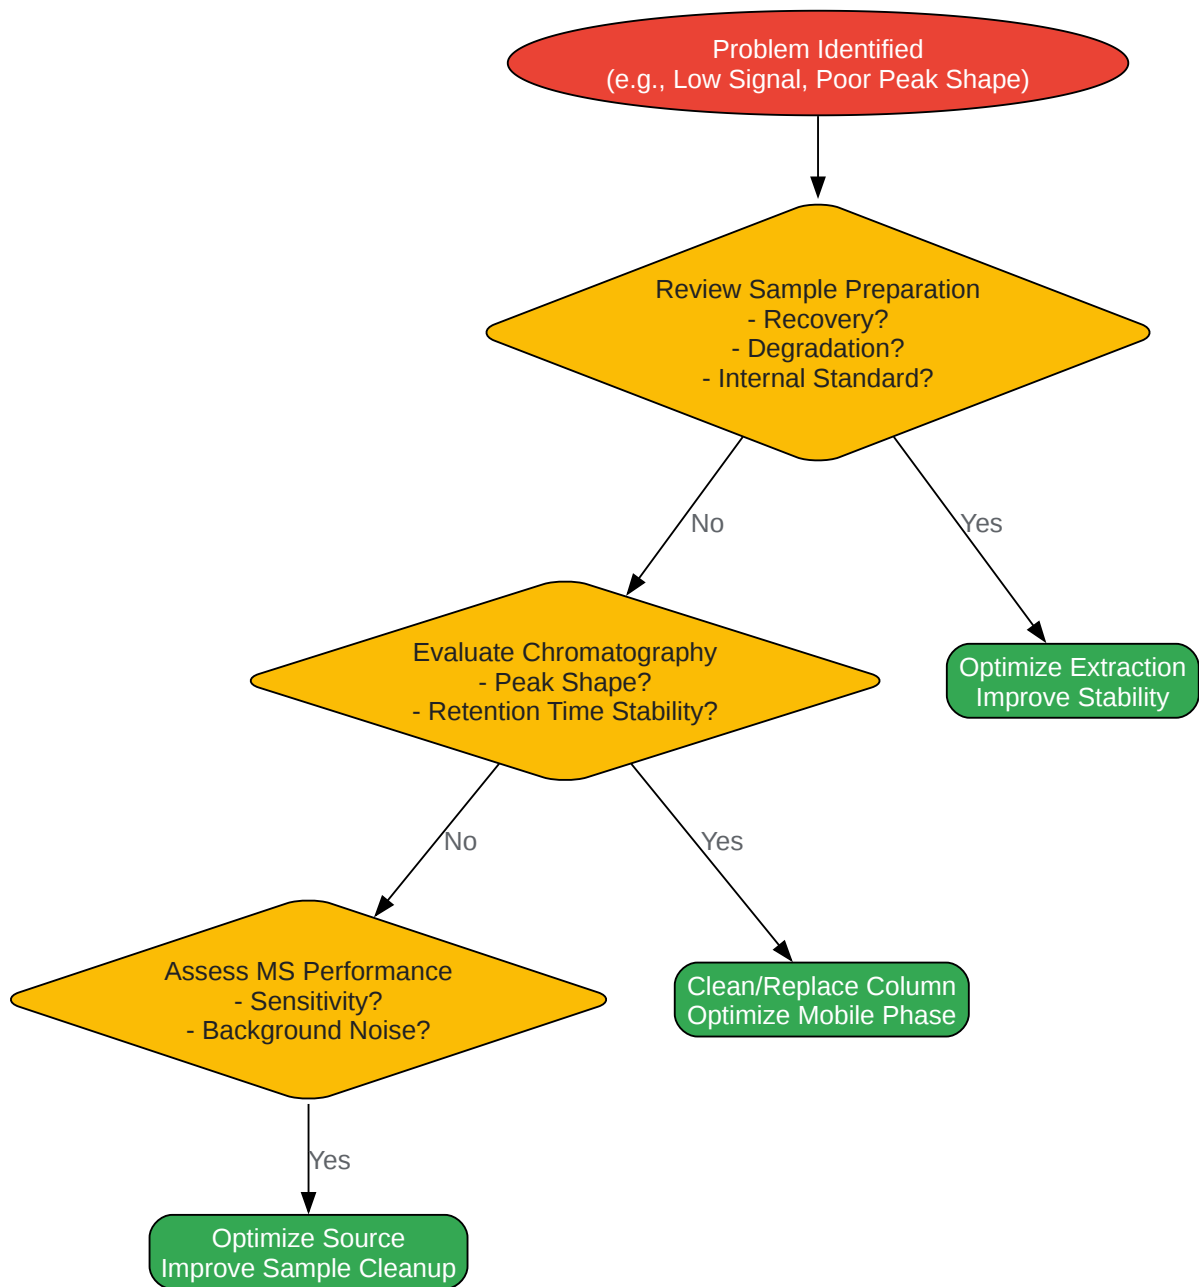 Problem Identified
(e.g., Low Signal, Poor Peak Shape)
Review Sample Preparation
- Recovery?
- Degradation?
- Internal Standard?
No
Yes
Evaluate Chromatography
- Peak Shape?
- Retention Time Stability?
Optimize Extraction
Improve Stability
No
Yes
Assess MS Performance
- Sensitivity?
- Background Noise?
Clean/Replace Column
Optimize Mobile Phase
Yes
Optimize Source
Improve Sample Cleanup